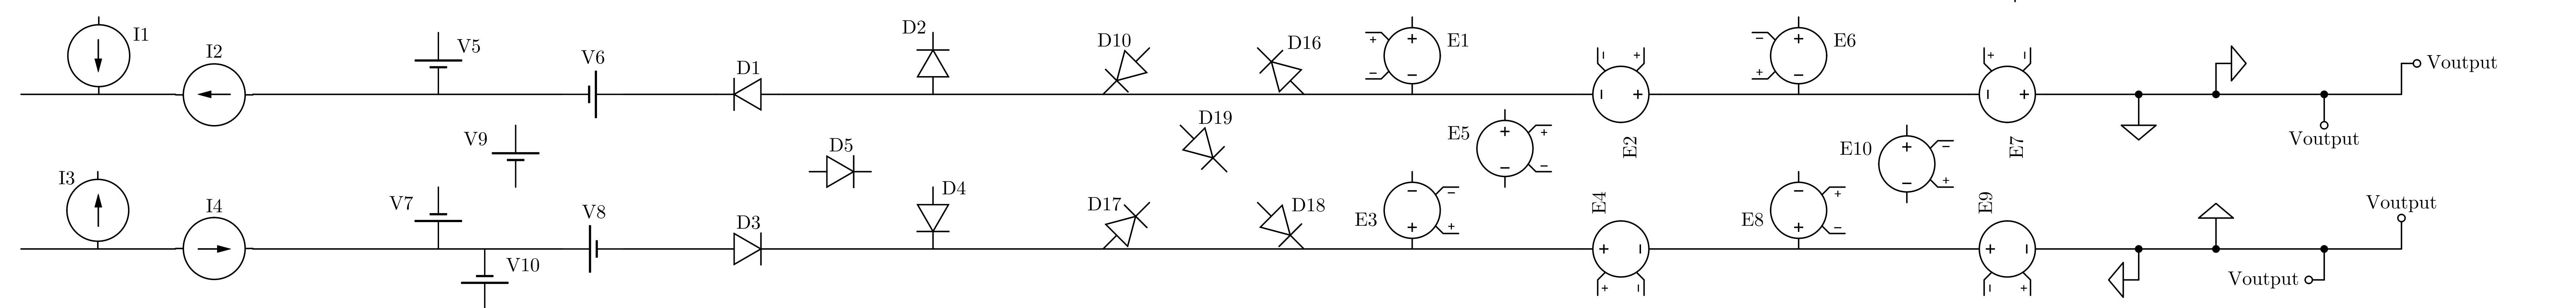 I1
I2
V5
V6
D1
D2
D10
D16
E1
E2
E6
E7
Voutput
Voutput
V9
D5
D19
E5
E10
I3
I4
V7
V10
V8
D3
D4
D17
D18
E3
E4
E8
E9
Voutput
Voutput